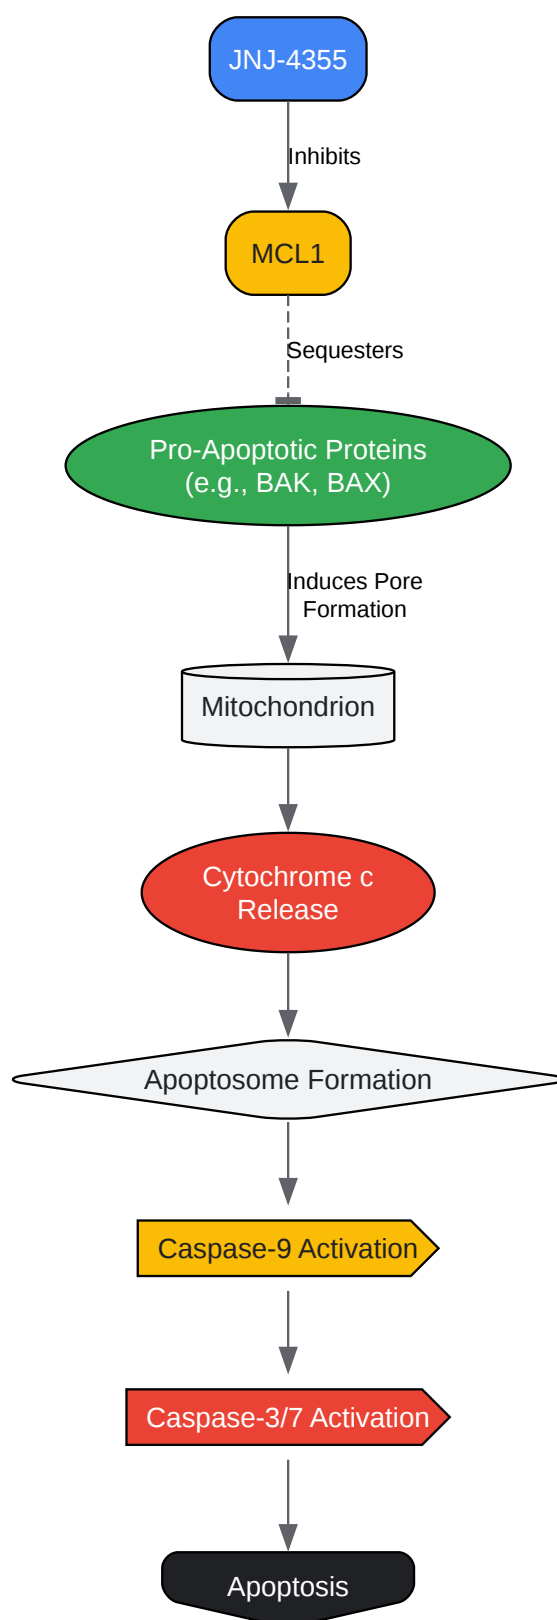 JNJ-4355
Inhibits
MCL1
Sequesters
Pro-Apoptotic Proteins
(e.g., BAK, BAX)
Induces Pore
Formation
Mitochondrion
Cytochrome c
Release
Apoptosome Formation
Caspase-9 Activation
Caspase-3/7 Activation
Apoptosis